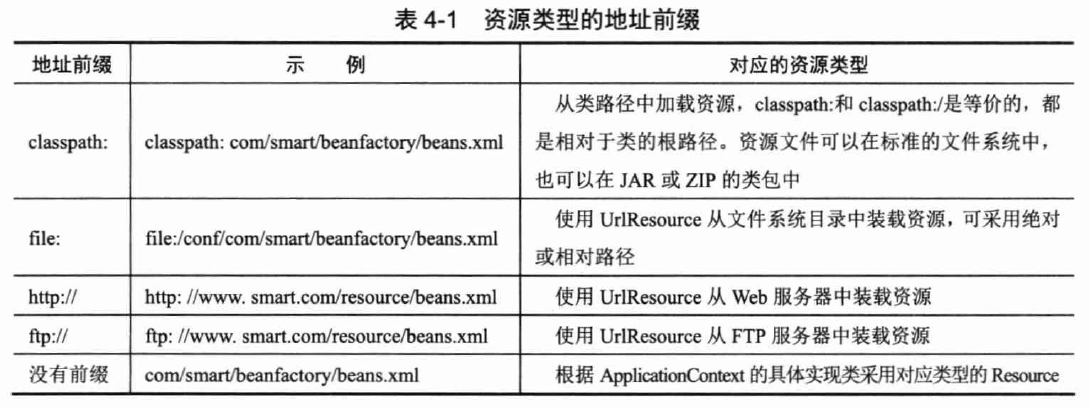 表 4-1 资源类型的地址前缀
地址前缀 示 例 对应的资源类型
classpath: classpath: com/smart/beanfactory/beans.xml 从类路径中加载资源，classpath:和 classpath:/是等价的，都
是相对于类的根路径。资源文件可以在标准的文件系统中，
也可以在 JAR 或 ZIP 的类包中
file: file:/conf/com/smart/beanfactory/beans.xml 使用 UrlResource 从文件系统目录中装载资源，可采用绝对
或相对路径
http:// http: //www. smart.com/resource/beans.xml 使用 UrlResource 从 Web 服务器中装载资源
ftp:// ftp: //www. smart.com/resource/beans.xml 使用 UrlResource 从 FTP 服务器中装载资源
没有前缀 com/smart/beanfactory/beans.xml 根据 ApplicationContext 的具体实现类采用对应类型的 Resource